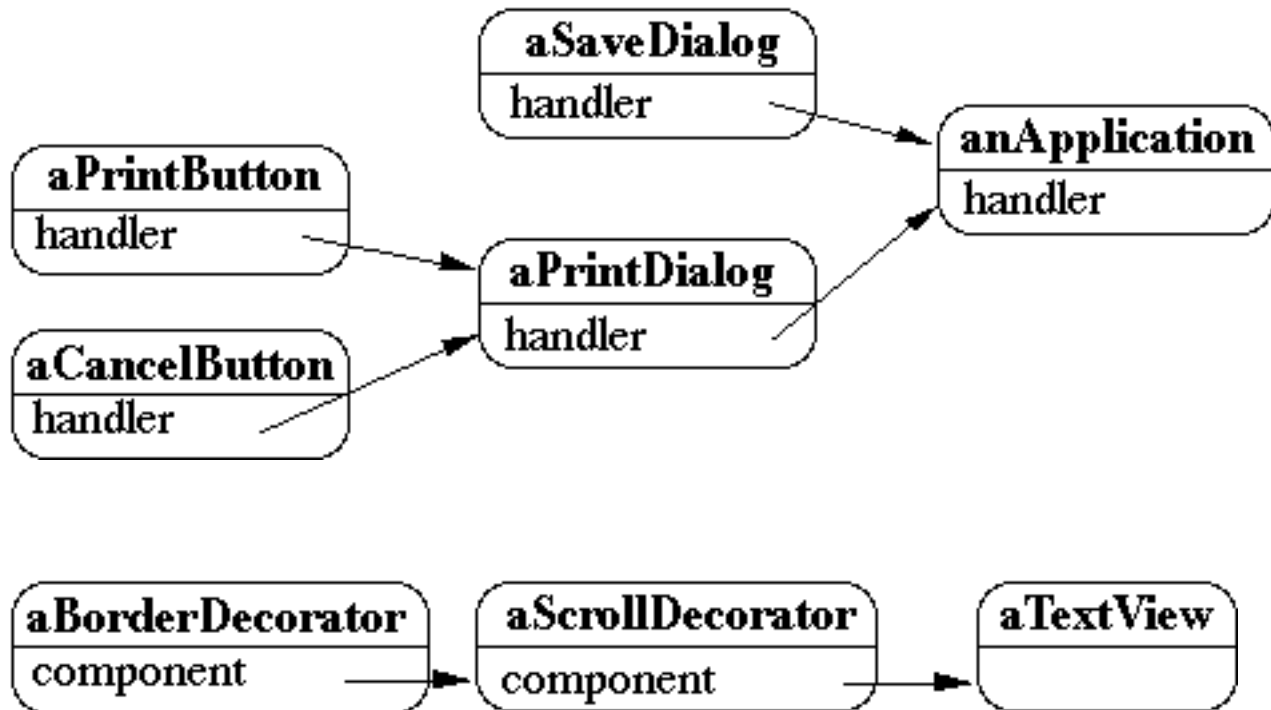 aSaveDialog
handler
anApplication
handler
aPrintButton
handler
aPrintDialog
handler
aCancelButton
handler
aBorderDecorator
component
aScrollDecorator
component
aTextView